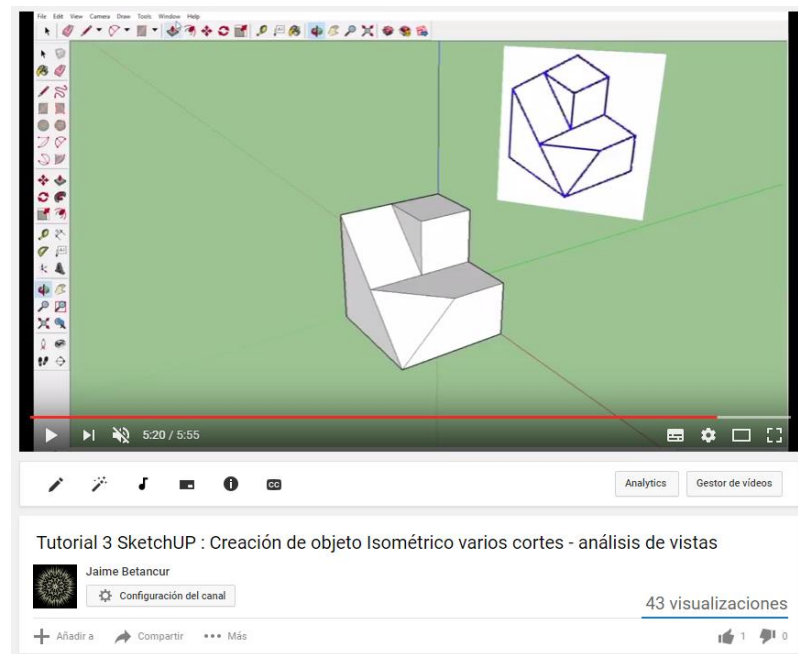 File Edit View Camera Draw Tools Window Help
5:20 / 5:55
CC
Analytics Gestor de vídeos
Tutorial 3 SketchUP : Creación de objeto Isométrico varios cortes - análisis de vistas
Jaime Betancur
Configuración del canal
43 visualizaciones
Añadir a Compartir Más 1 0